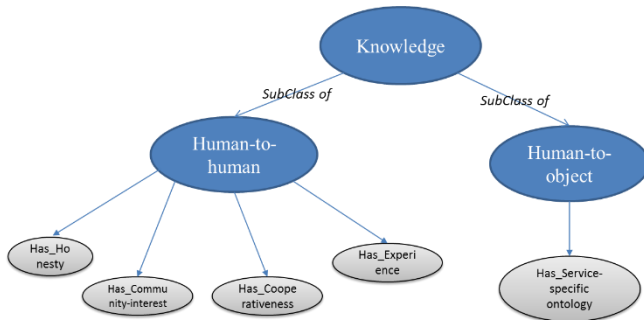 Knowledge
SubClass of
SubClass of
Human-to-
human
Human-to-
object
Has_Ho
nesty
Has_Commu
nity-interest
Has_Coope
rativeness
Has_Experi
ence
Has_Service-
specific
ontology